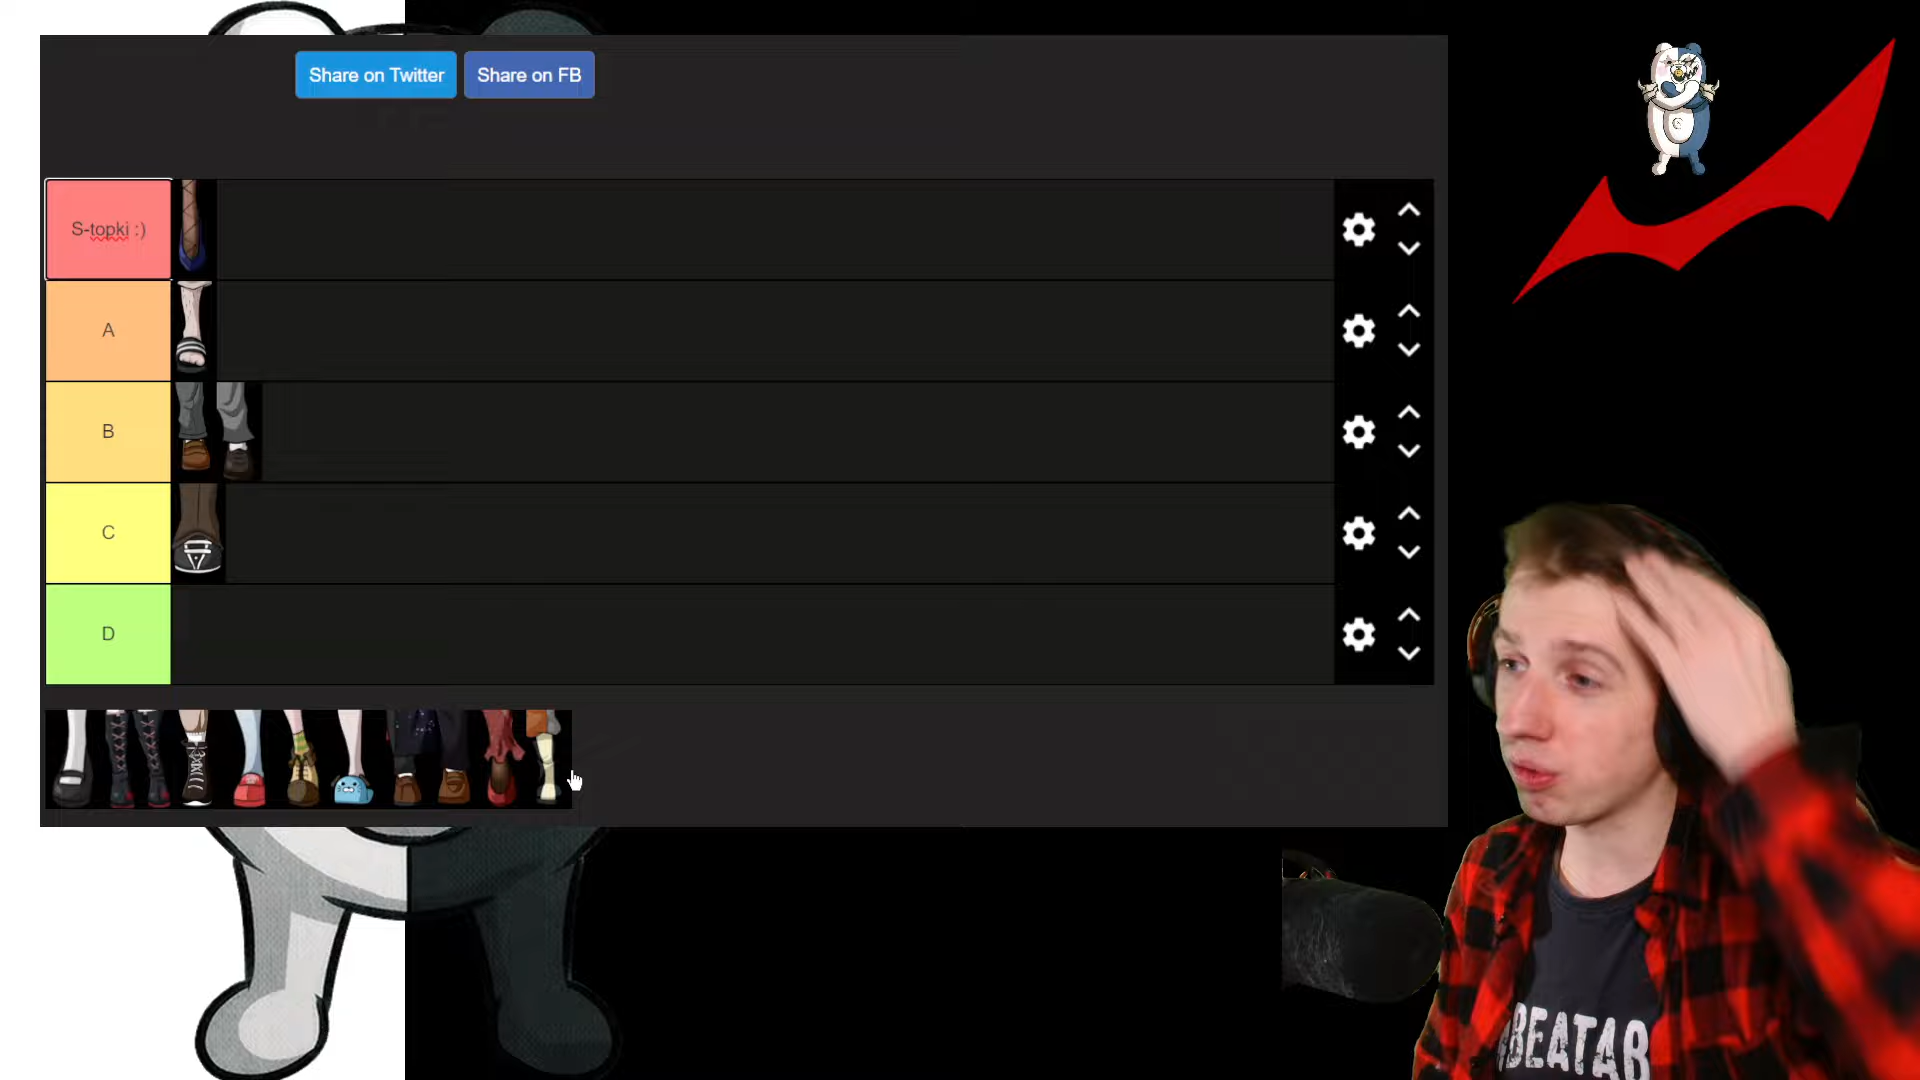 Share on Twitter
Share on FB
S-topki :)
A
B
C
D
BEATAB